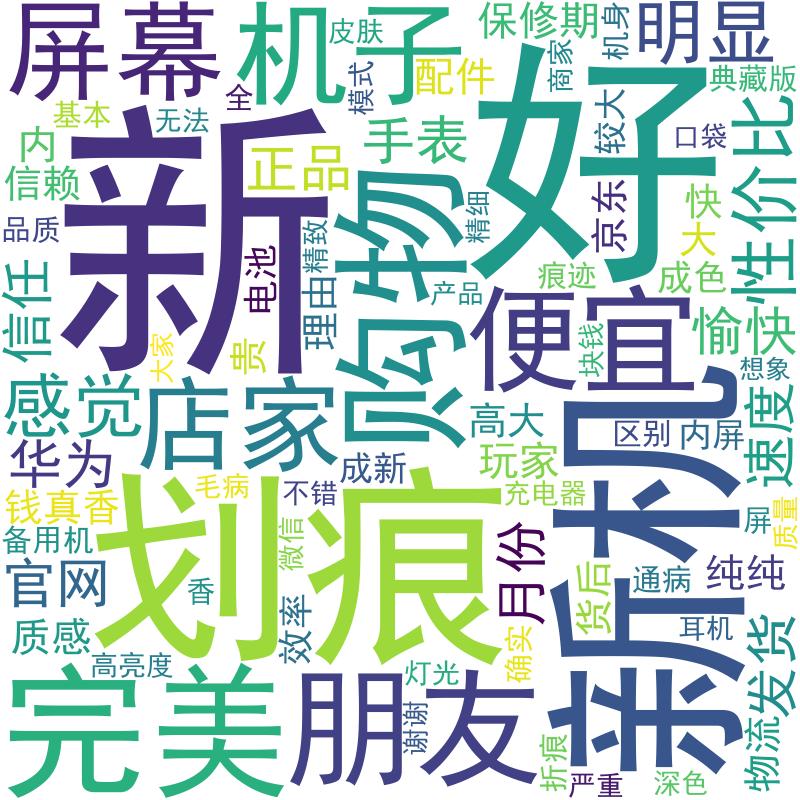 屏幕
机子
皮肤
保修期
机身
明显
模式
配件
商家
典藏版
全
基本
无法
内
手表
较大
口袋
性价比
信赖
正品
新
好
购物
品质
电池
理由
精致
精细
京东
快
大
痕迹
成色
产品
信任
贵
大家
便宜
愉快
块钱
想象
感觉
店家
高大
区别
内屏
速度
华为
成新
玩家
新机
钱真香
毛病
不错
充电器
屏
质量
划痕
微信
备用机
月份
官网
香
货后
通病
纯纯
质感
效率
确实
耳机
高亮度
灯光
发货
物流
完美
朋友
谢谢
折痕
严重
深色